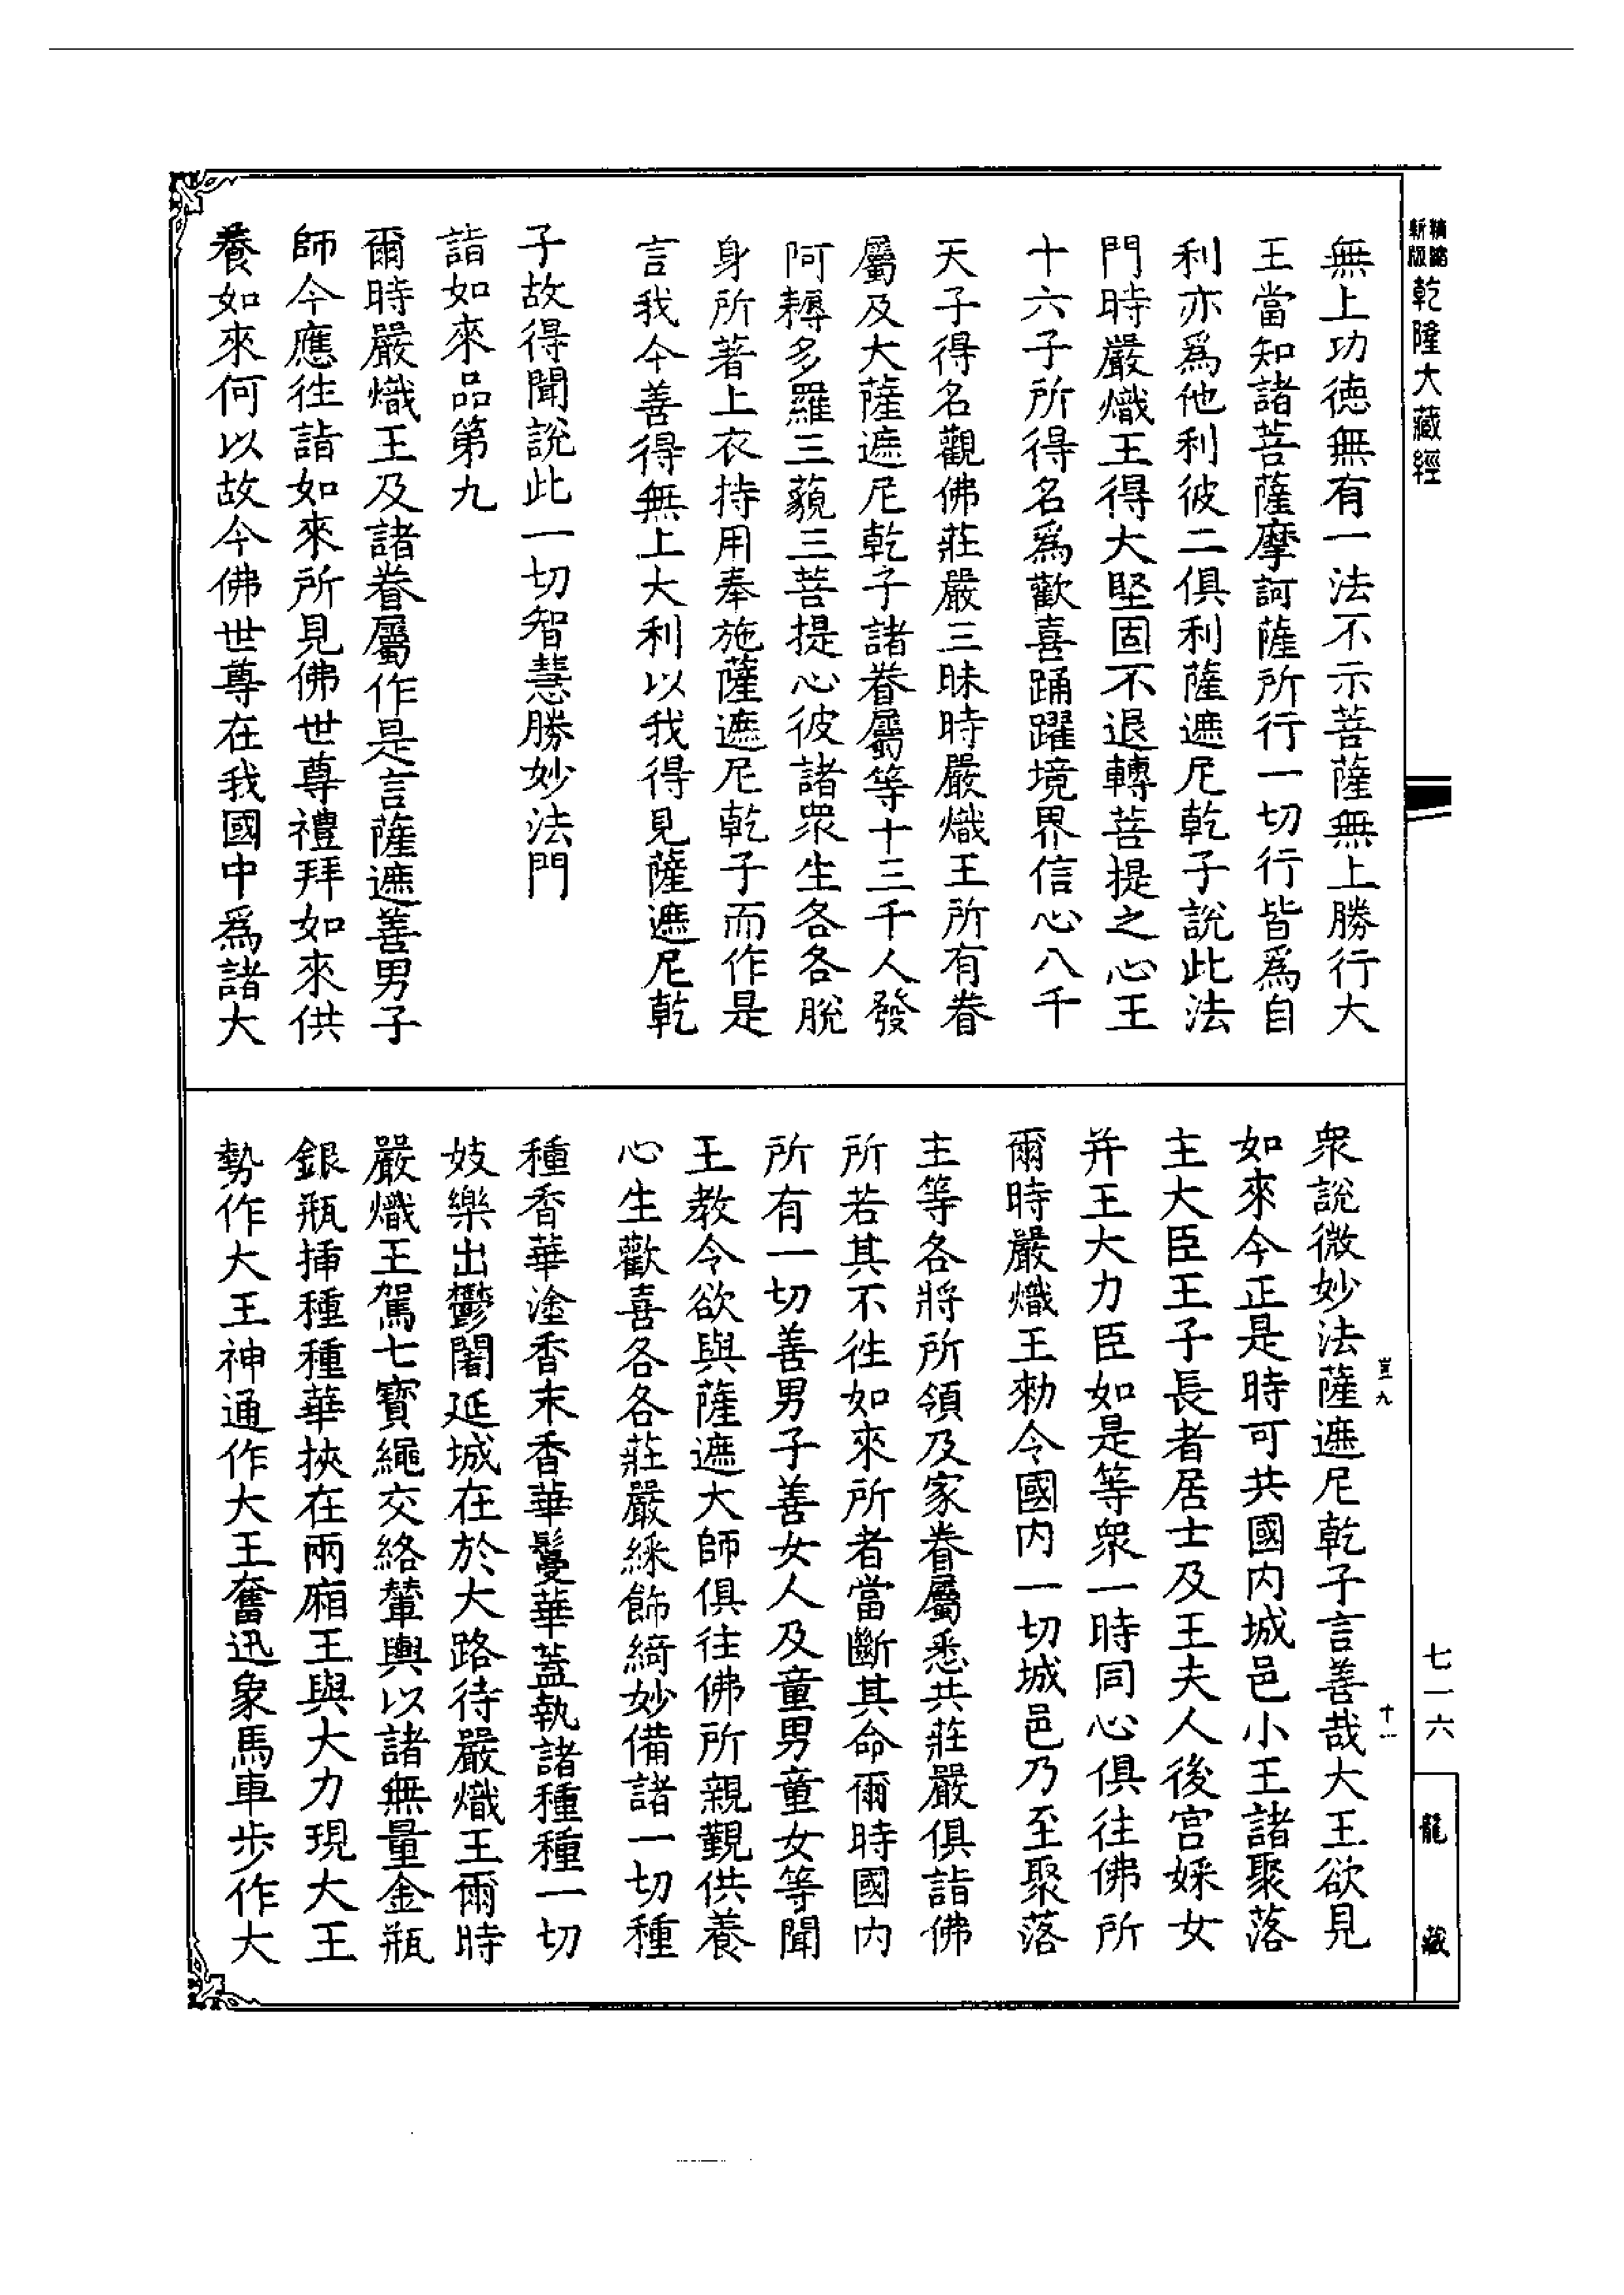 乾隆大藏經
無上功德無有一法不示菩薩無上勝行大
王當知諸菩薩摩訶薩所行一切行皆爲自
利亦爲他利彼二俱利薩遮尼乾子說此法
門時嚴熾王得大堅固不退轉菩提之心王
十六子所得名爲歡喜踊躍境界信心八千
天子得名觀佛莊嚴三昧時嚴熾王所有眷
屬及大薩遮尼乾子諸眷屬等十三千人發
阿耨多羅三藐三菩提心彼諸眾生各各脫
身所著上衣持用奉施薩遮尼乾子而作是
言我今善得無上大利以我得見薩遮尼乾
子故得聞說此一切智慧勝妙法門
詣如來品第九
爾時嚴熾王及諸眷屬作是言薩遮善男子
師今應往詣如來所見佛世尊禮拜如來供
養如來何以故今佛世尊在我國中爲諸大
眾說微妙法薩遮尼乾子言善哉大王欲見
如來今正是時可共國內城邑小王諸聚落
主大臣王子長者居士及王夫人後宮婇女
并王大力臣如是等眾一時同心俱往佛所
爾時嚴熾王勑令國內一切城邑乃至聚落
主等各將所領及家眷屬悉共莊嚴俱詣佛
所若其不往如來所者當斷其命爾時國內
所有一切善男子善女人及童男童女等聞
王教令欲與薩遮大師俱往佛所親覲供養
心生歡喜各各莊嚴綵飾綺妙備諸一切種
種香華塗香末香華鬘華蓋執諸種種一切
妓樂出鬱闍延城在於大路待嚴熾王爾時
嚴熾王駕七寶繩交絡輦輿以諸無量金瓶
銀瓶挿種種華挾在兩廂王與大力現大王
勢作大王神通作大王奮迅象馬車步作大
豈九
十一
七一六
龍藏